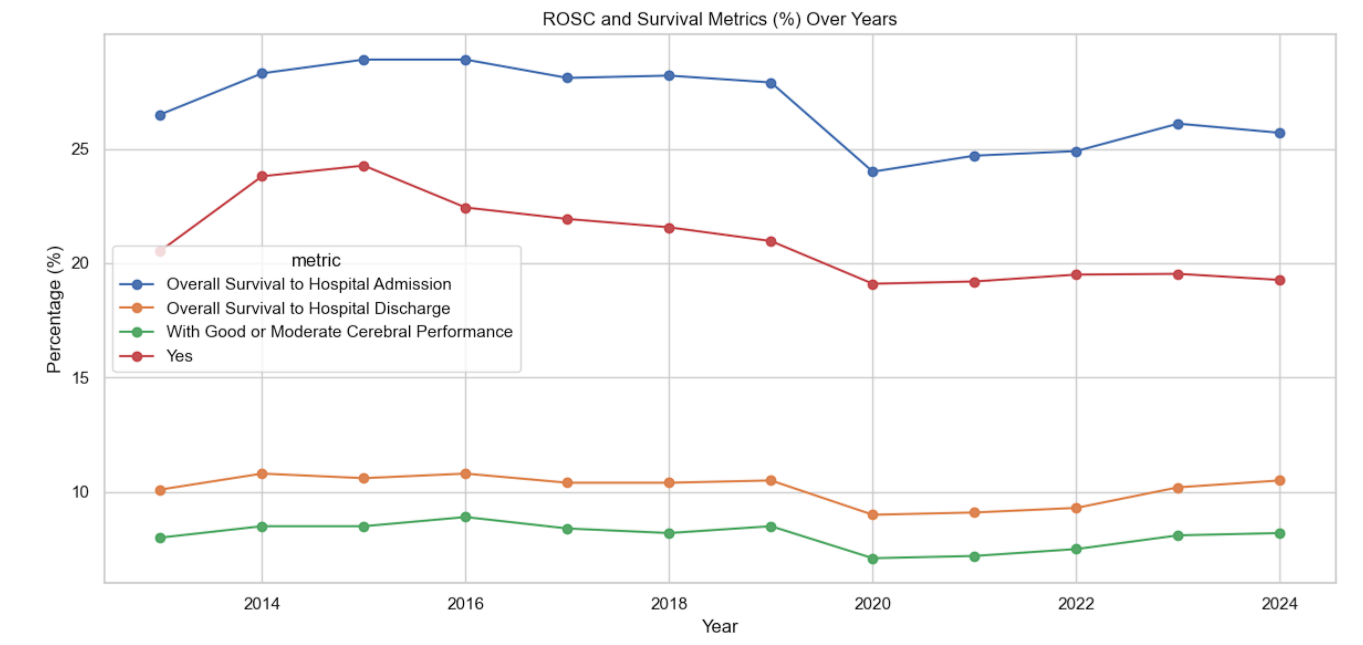 ROSC and Survival Metrics (%) Over Years
Percentage (%)
25
20
15
10
metric
Overall Survival to Hospital Admission
Overall Survival to Hospital Discharge
With Good or Moderate Cerebral Performance
Yes
2014 2016 2018 2020 2022 2024
Year